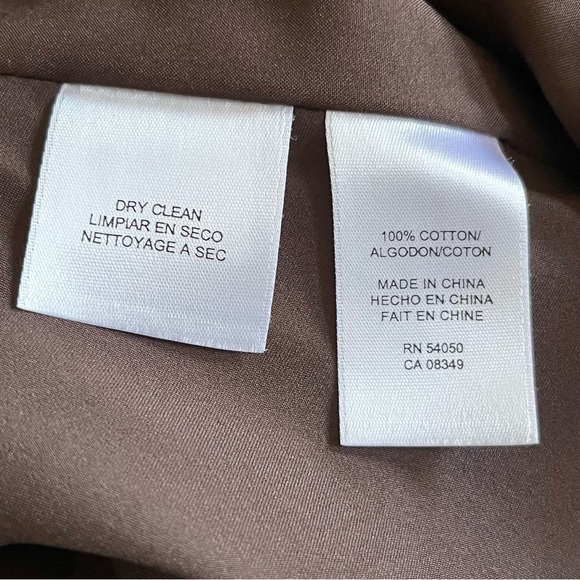 DRY CLEAN
LIMPIAR EN SECO
NETTOYAGE A SEC
100% COTTON/
ALGODON/COTON
MADE IN CHINA
HECHO EN CHINA
FAIT EN CHINE
RN 54050
CA 08349